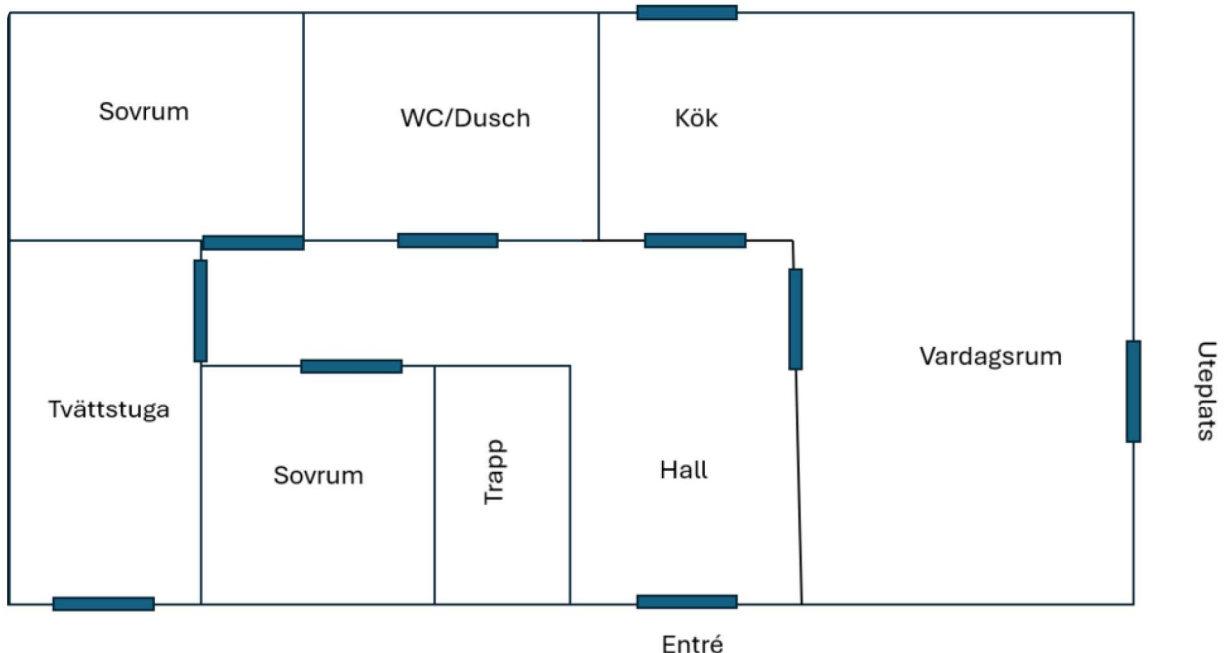 Sovrum
WC/Dusch
Kök
Vardagsrum
Uteplats
Tvättstuga
Sovrum
Trapp
Hall
Entré